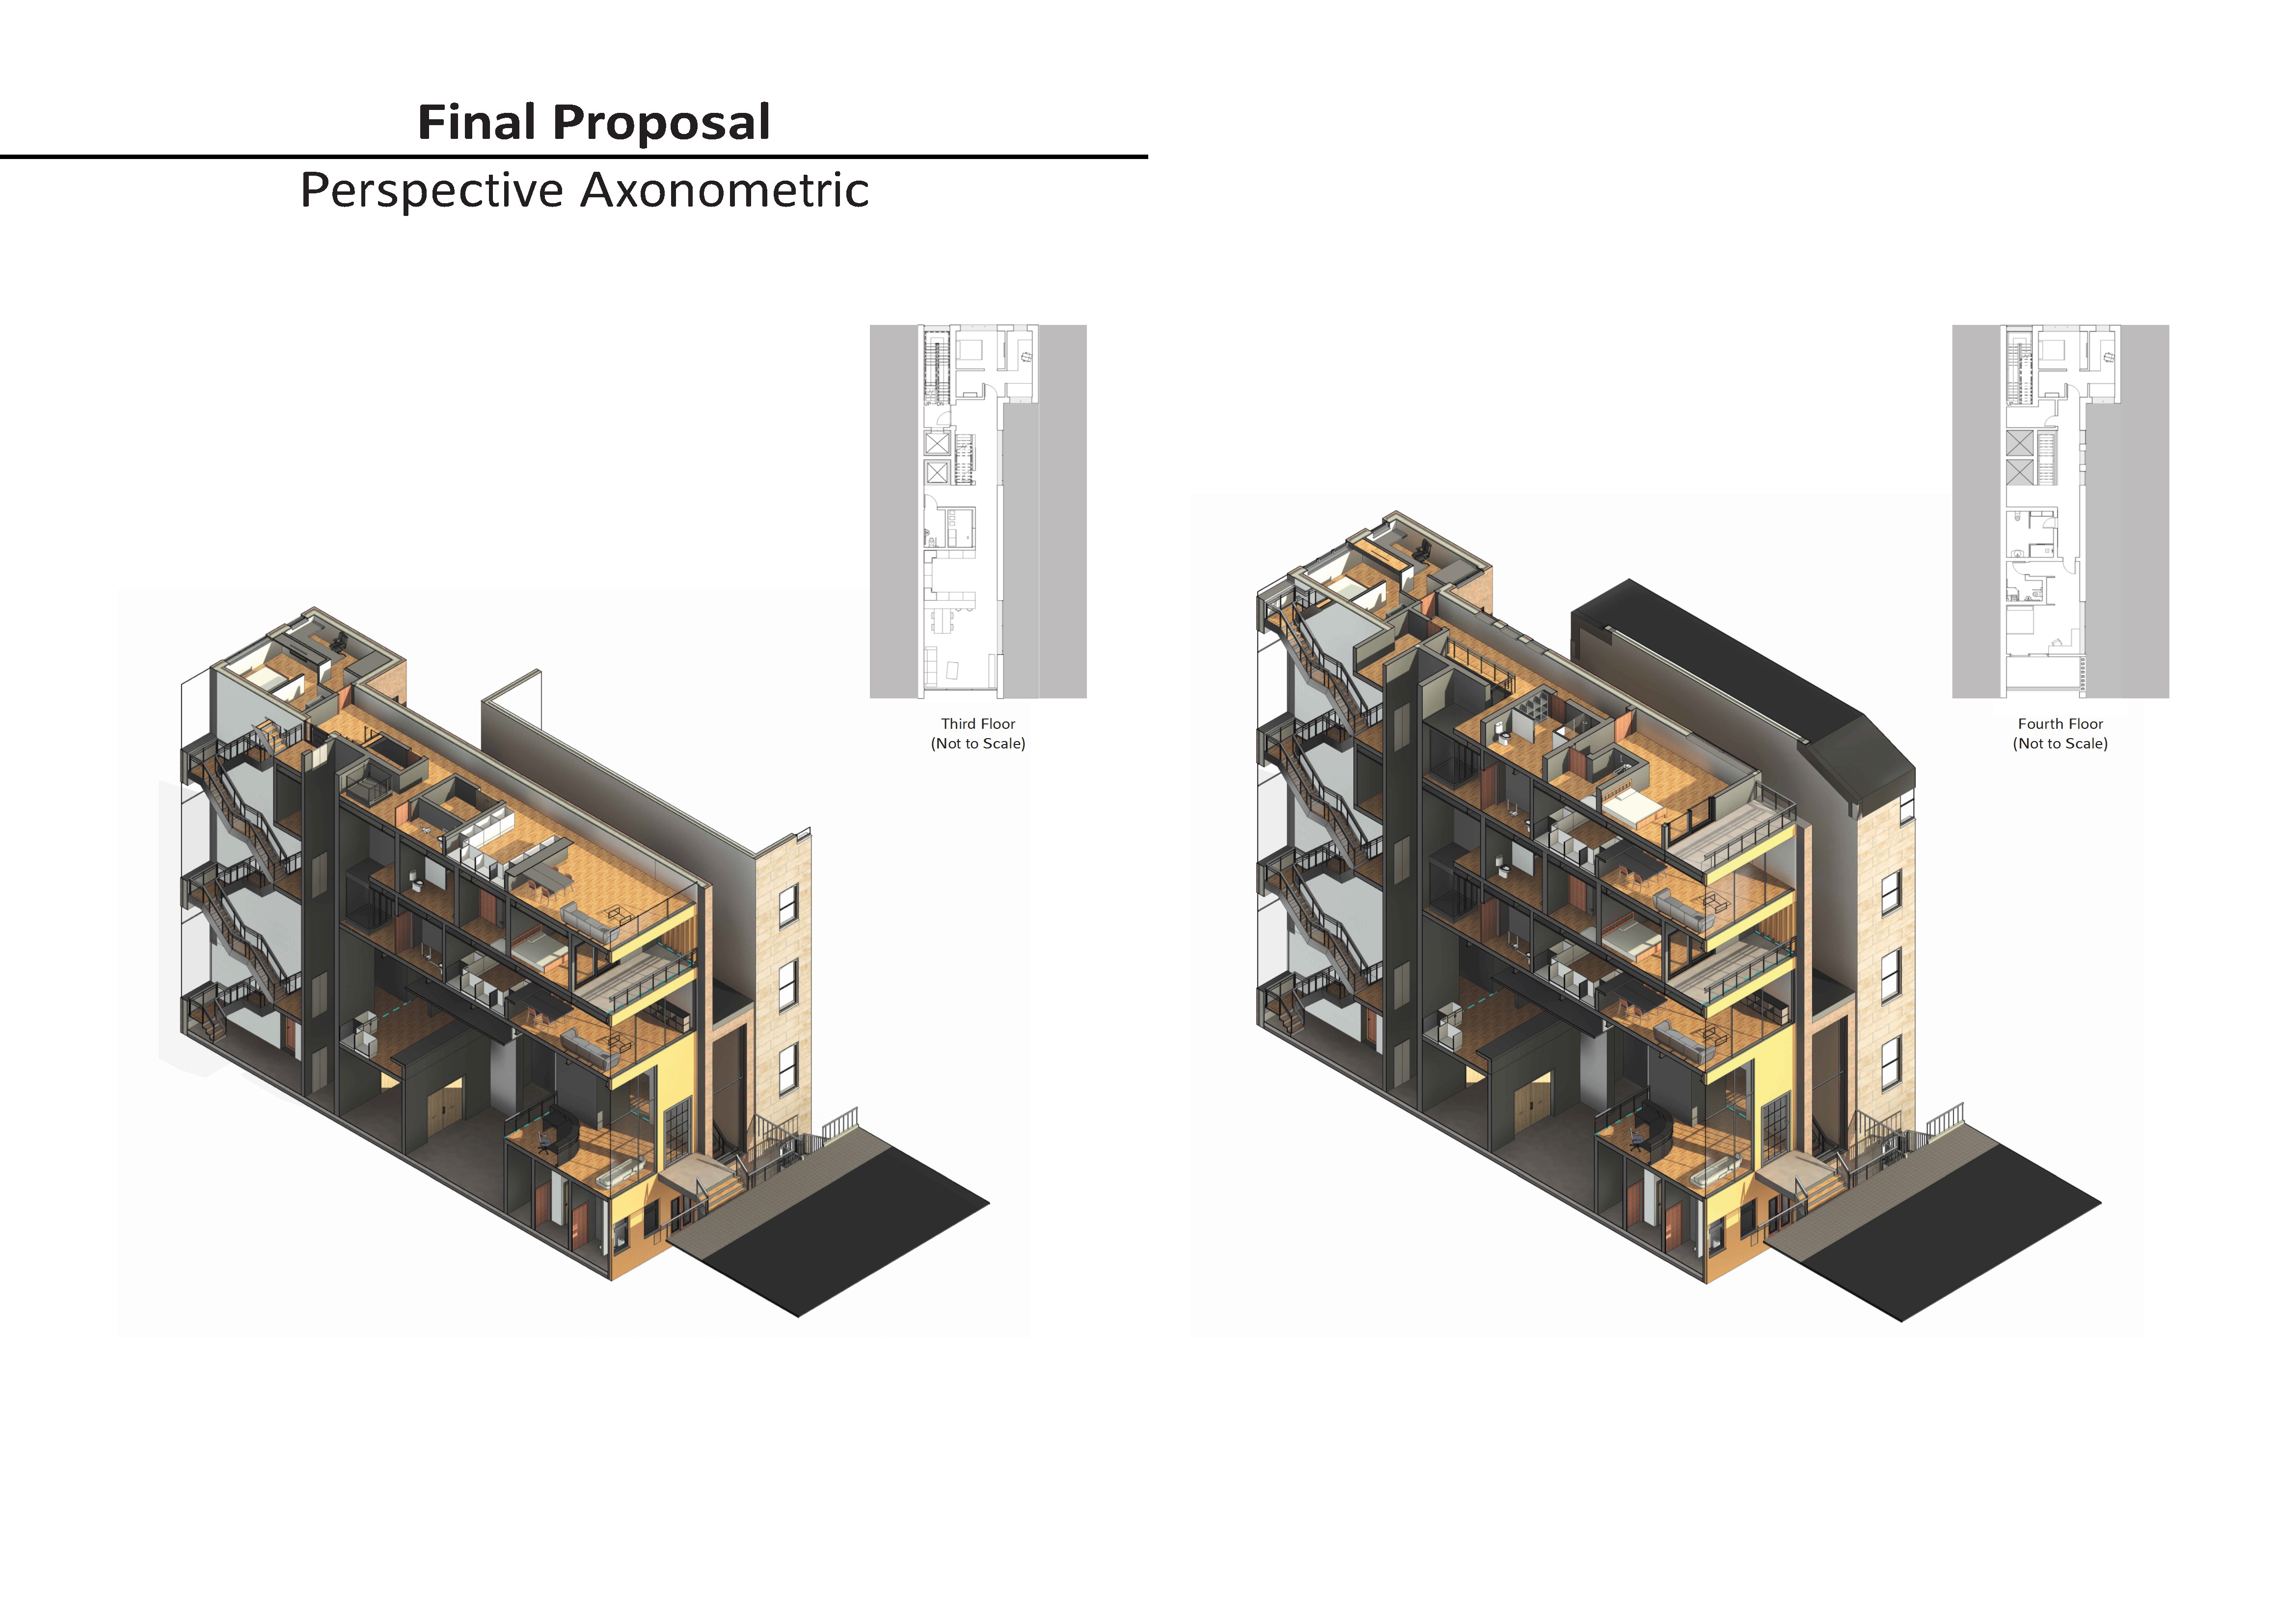 Final Proposal
Perspective Axonometric
Third Floor
(Not to Scale)
Fourth Floor
(Not to Scale)